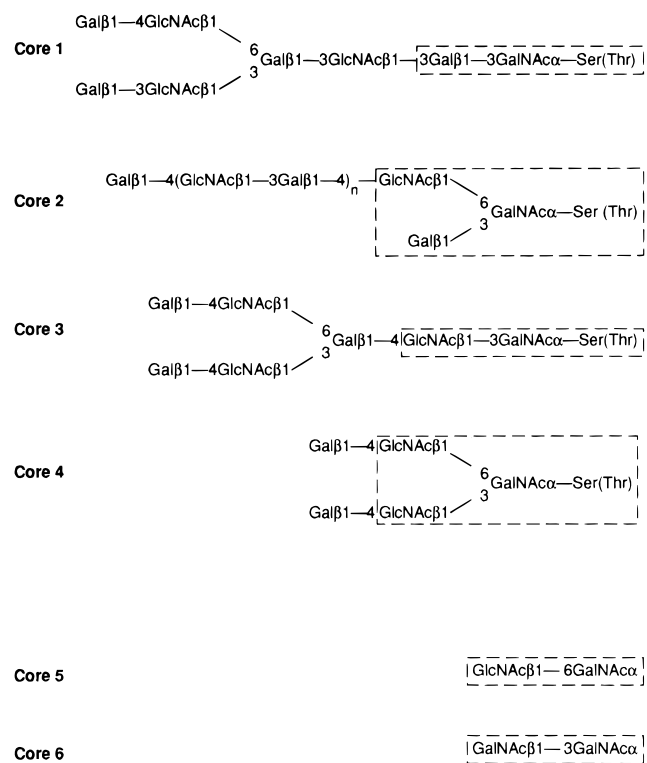 Galβ1—4GlcNAcβ1
Core 1
6
Galβ1—3GlcNAcβ1—3Galβ1—3GalNAcα—Ser(Thr)
3
Galβ1—3GlcNAcβ1
Galβ1—4(GlcNAcβ1—3Galβ1—4)n—GlcNAcβ1
Core 2
6
GalNAcα—Ser (Thr)
3
Galβ1
Galβ1—4GlcNAcβ1
Core 3
6
Galβ1—4GlcNAcβ1—3GalNAcα—Ser(Thr)
3
Galβ1—4GlcNAcβ1
Galβ1—4GlcNAcβ1
Core 4
6
GalNAcα—Ser(Thr)
3
Galβ1—4GlcNAcβ1
Core 5
GlcNAcβ1—6GalNAcα
Core 6
GalNAcβ1—3GalNAcα